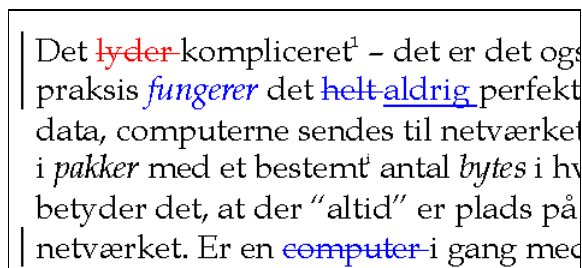 Det lyder kompliceret¹ – det er det ogs
praksis fungerer det helt aldrig perfekt
data, computerne sendes til netværket
i pakker med et bestemt antal bytes i hv
betyder det, at der “altid” er plads på
netværket. Er en computer i gang med